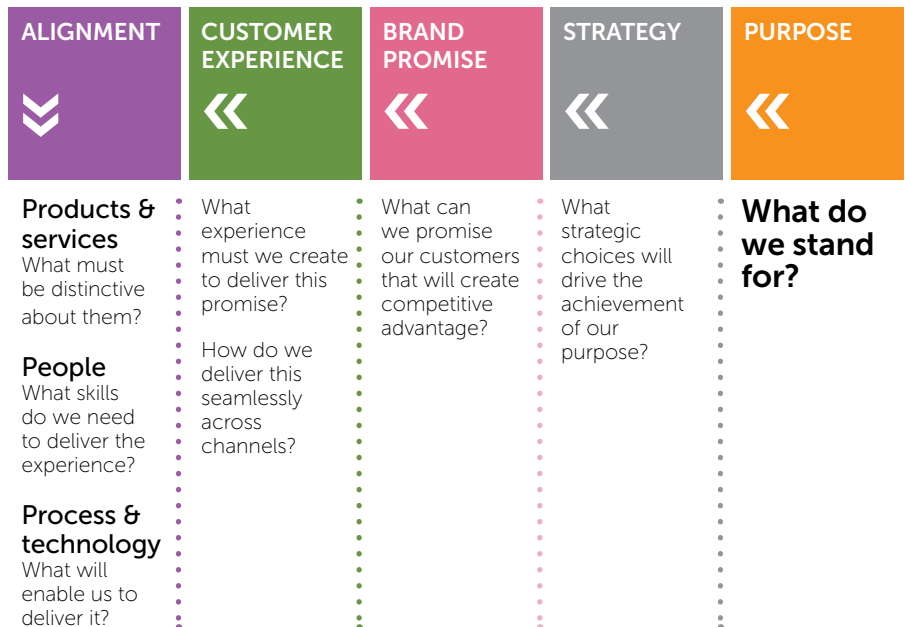 ALIGNMENT
Products &
services
What must
be distinctive
about them?
People
What skills
do we need
to deliver the
experience?
Process &
technology
What will
enable us to
deliver it?
CUSTOMER
EXPERIENCE
What
experience
must we create
to deliver this
promise?
How do we
deliver this
seamlessly
across
channels?
BRAND
PROMISE
What can
we promise
our customers
that will create
competitive
advantage?
STRATEGY
What
strategic
choices will
drive the
achievement
of our
purpose?
PURPOSE
What do
we stand
for?